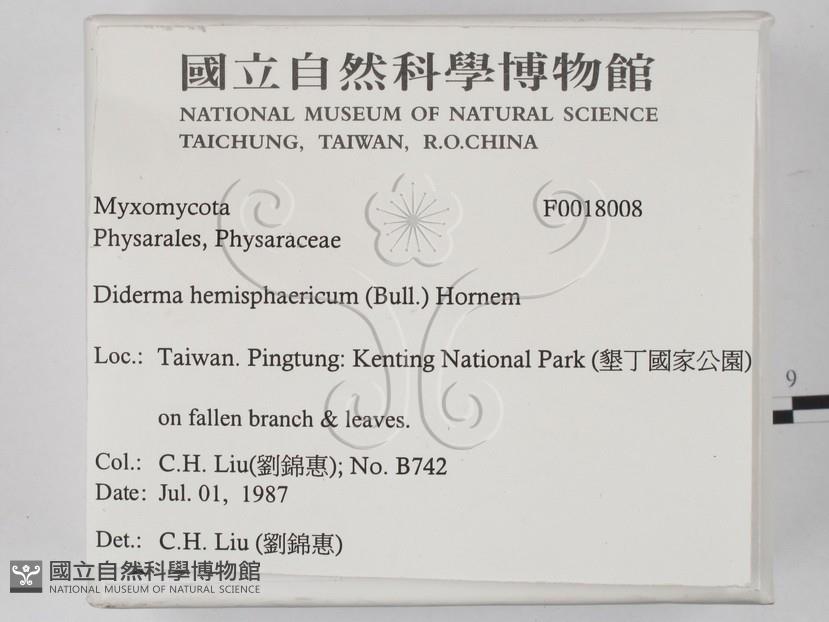 國立自然科學博物館
NATIONAL MUSEUM OF NATURAL SCIENCE
TAICHUNG, TAIWAN, R.O.CHINA
Myxomycota F0018008
Physarales, Physaraceae
Diderma hemisphaericum (Bull.) Hornem
Loc.: Taiwan. Pingtung: Kenting National Park (墾丁國家公園)
on fallen branch & leaves.
Col.: C.H. Liu(劉錦惠); No. B742
Date: Jul. 01, 1987
Det.: C.H. Liu (劉錦惠)
9
國立自然科學博物館
NATIONAL MUSEUM OF NATURAL SCIENCE